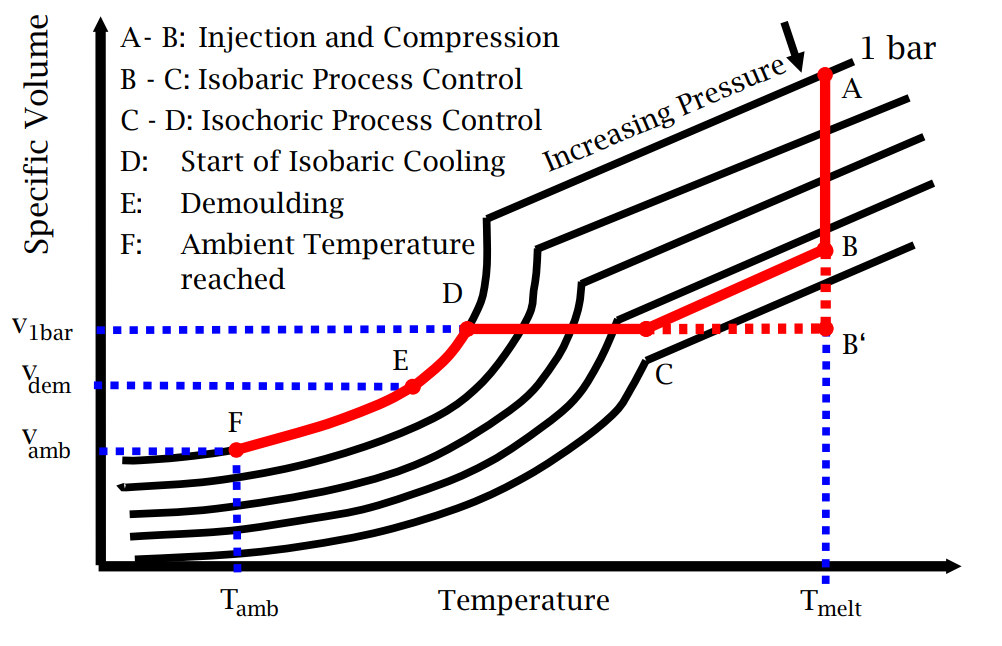 Specific Volume
A- B: Injection and Compression
B - C: Isobaric Process Control
C - D: Isochoric Process Control
D: Start of Isobaric Cooling
E: Demoulding
F: Ambient Temperature
reached
Increasing Pressure
1 bar
A
B
B‘
C
D
E
F
v1bar
vdem
vamb
Tamb
Temperature
Tmelt